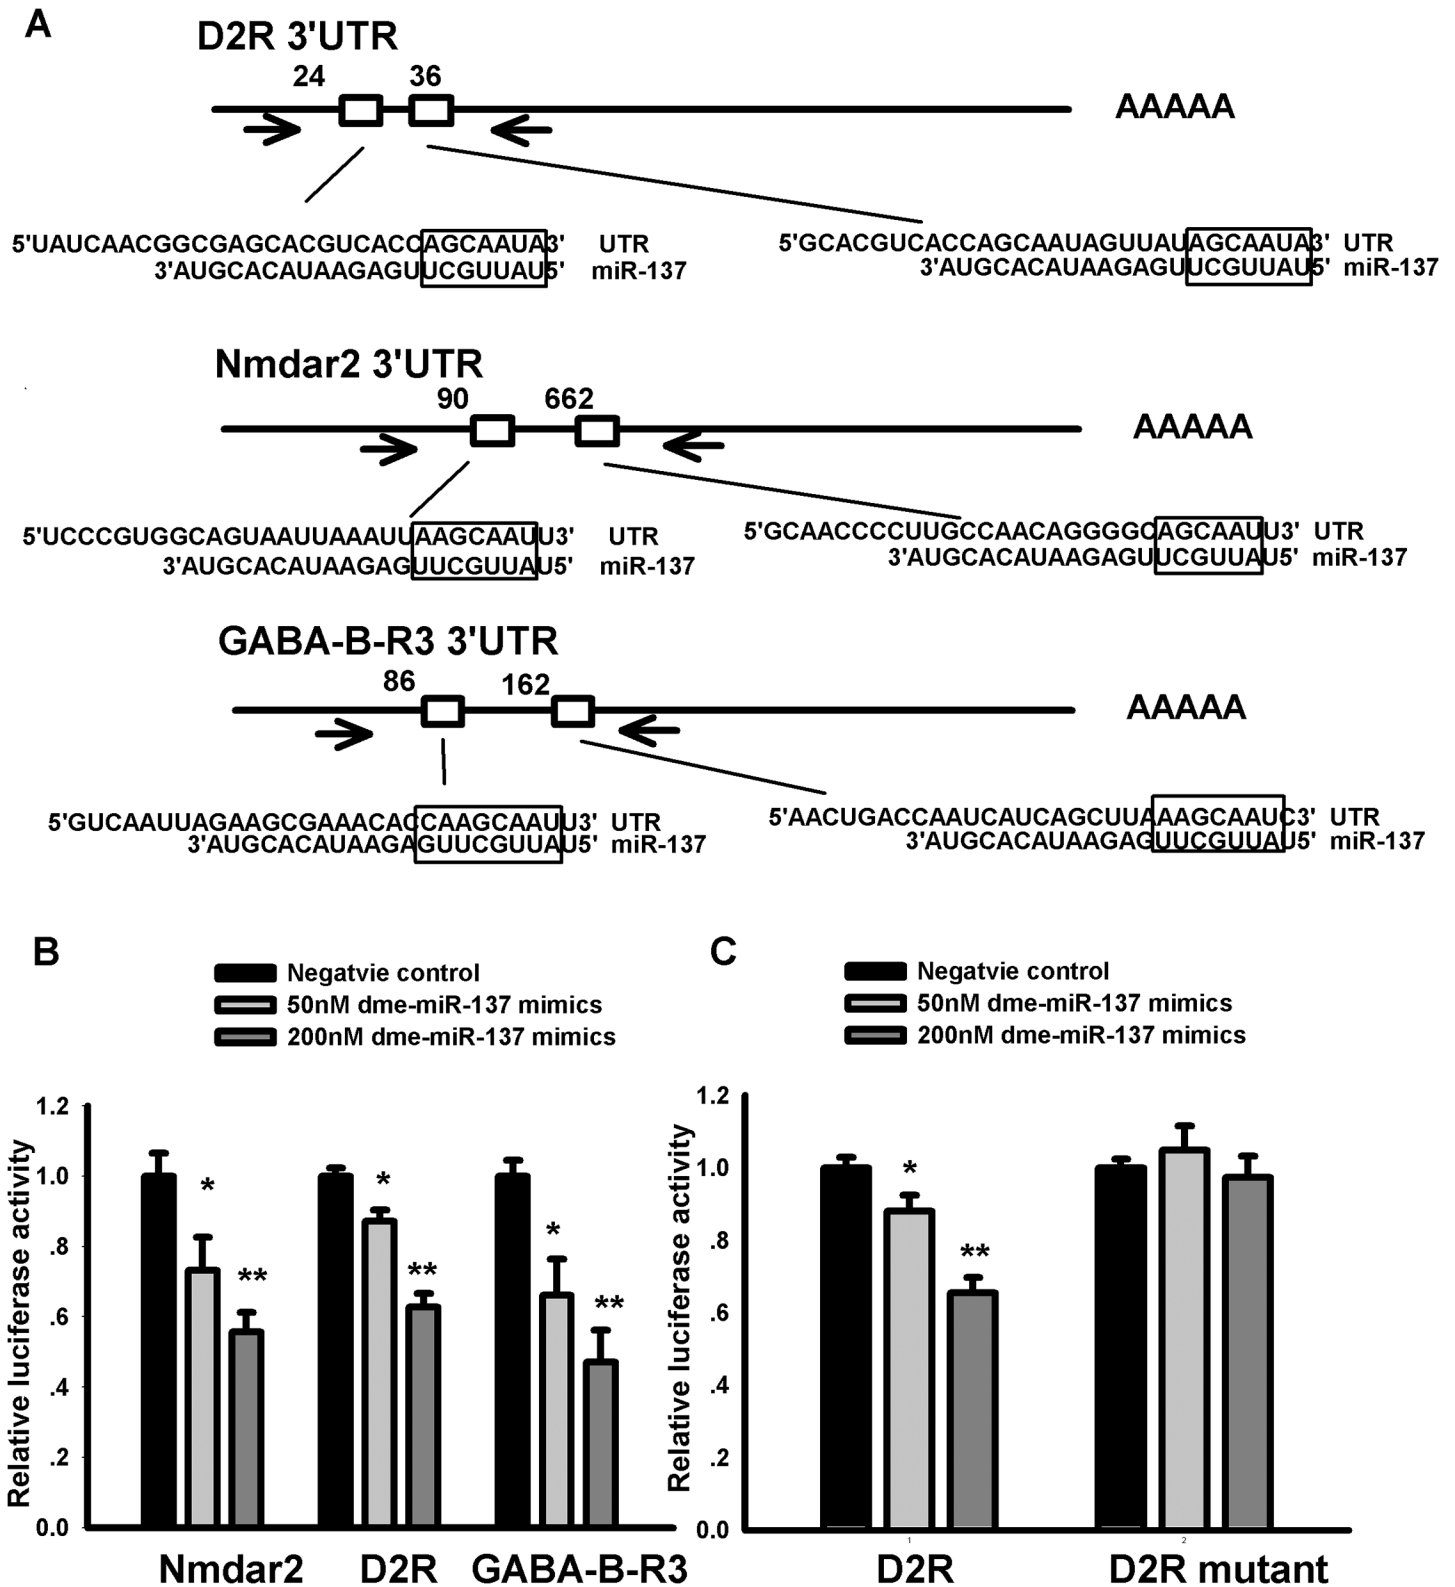 A
D2R 3'UTR
24 36
AAAAA
5'UAUCAACGGCGAGCACGUCACCAGCAAUA3' UTR
3'AUGCACAUAAGAGUUCGUUAU5' miR-137
5'GCACGUCACCAGCAAUAGUUAUAGCAAUA3' UTR
3'AUGCACAUAAGAGUUCGUUAU5' miR-137
Nmdar2 3'UTR
90 662
AAAAA
5'UCCCGUGGCAGUAAUUAAAUUAAGCAAUU3' UTR
3'AUGCACAUAAGAGUUCGUUAU5' miR-137
5'GCAACCCCUUGCCAACAGGGGCAGCAAUU3' UTR
3'AUGCACAUAAGAGUUCGUUAU5' miR-137
GABA-B-R3 3'UTR
86 162
AAAAA
5'GUCAAUUAGAAGCGAAACACCAAGCAAUU3' UTR
3'AUGCACAUAAGAGUUCGUUAU5' miR-137
5'AACUGACCAAUCAUCAGCUUAAAGCAAUC3' UTR
3'AUGCACAUAAGAGUUCGUUAU5' miR-137
B
Negatvie control
50nM dme-miR-137 mimics
200nM dme-miR-137 mimics
Relative luciferase activity
1.2
1.0
.8
.6
.4
.2
0.0
* ** * ** * **
Nmdar2 D2R GABA-B-R3
C
Negatvie control
50nM dme-miR-137 mimics
200nM dme-miR-137 mimics
Relative luciferase activity
1.2
1.0
.8
.6
.4
.2
0.0
* **
1 2
D2R D2R mutant